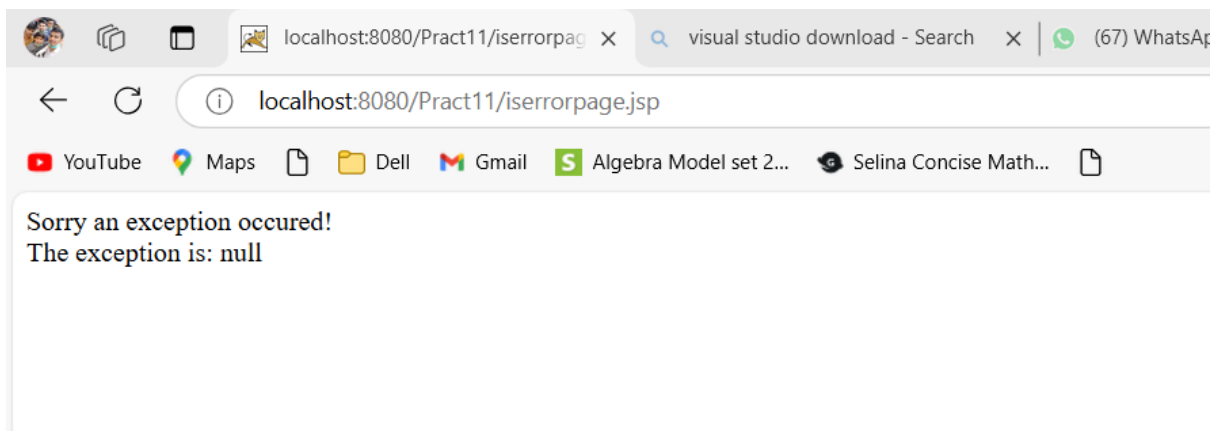 localhost:8080/Pract11/iserrorpag
visual studio download - Search
(67) WhatsAp
localhost:8080/Pract11/iserrorpage.jsp
YouTube
Maps
Dell
Gmail
S
Algebra Model set 2...
Selina Concise Math...
Sorry an exception occured!
The exception is: null